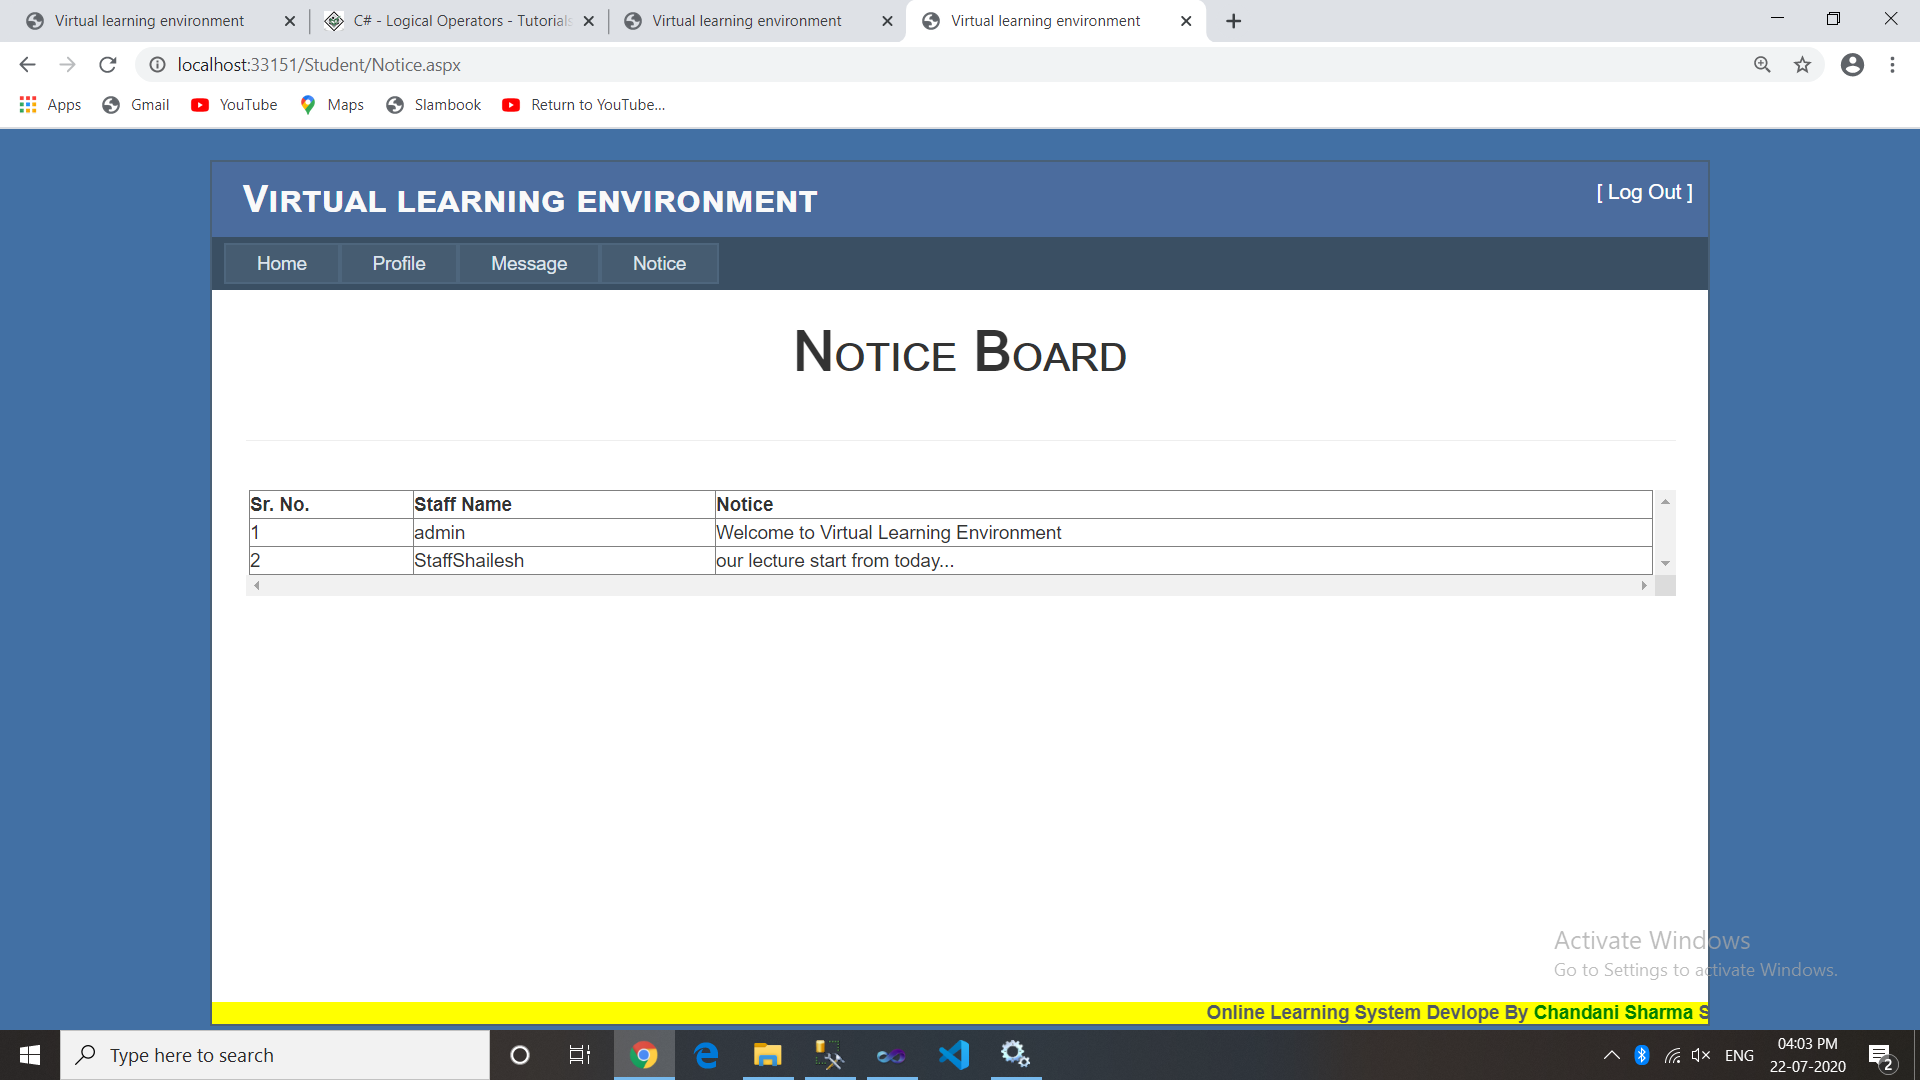 Virtual learning environment
C# - Logical Operators - Tutorials
Virtual learning environment
Virtual learning environment
localhost:33151/Student/Notice.aspx
Apps Gmail YouTube Maps Slambook Return to YouTube...
VIRTUAL LEARNING ENVIRONMENT
[ Log Out ]
Home Profile Message Notice
NOTICE BOARD
Sr. No. Staff Name Notice
1 admin Welcome to Virtual Learning Environment
2 StaffShailesh our lecture start from today...
Activate Windows
Go to Settings to activate Windows.
Online Learning System Devlope By Chandani Sharma S
Type here to search
ENG
04:03 PM
22-07-2020
2